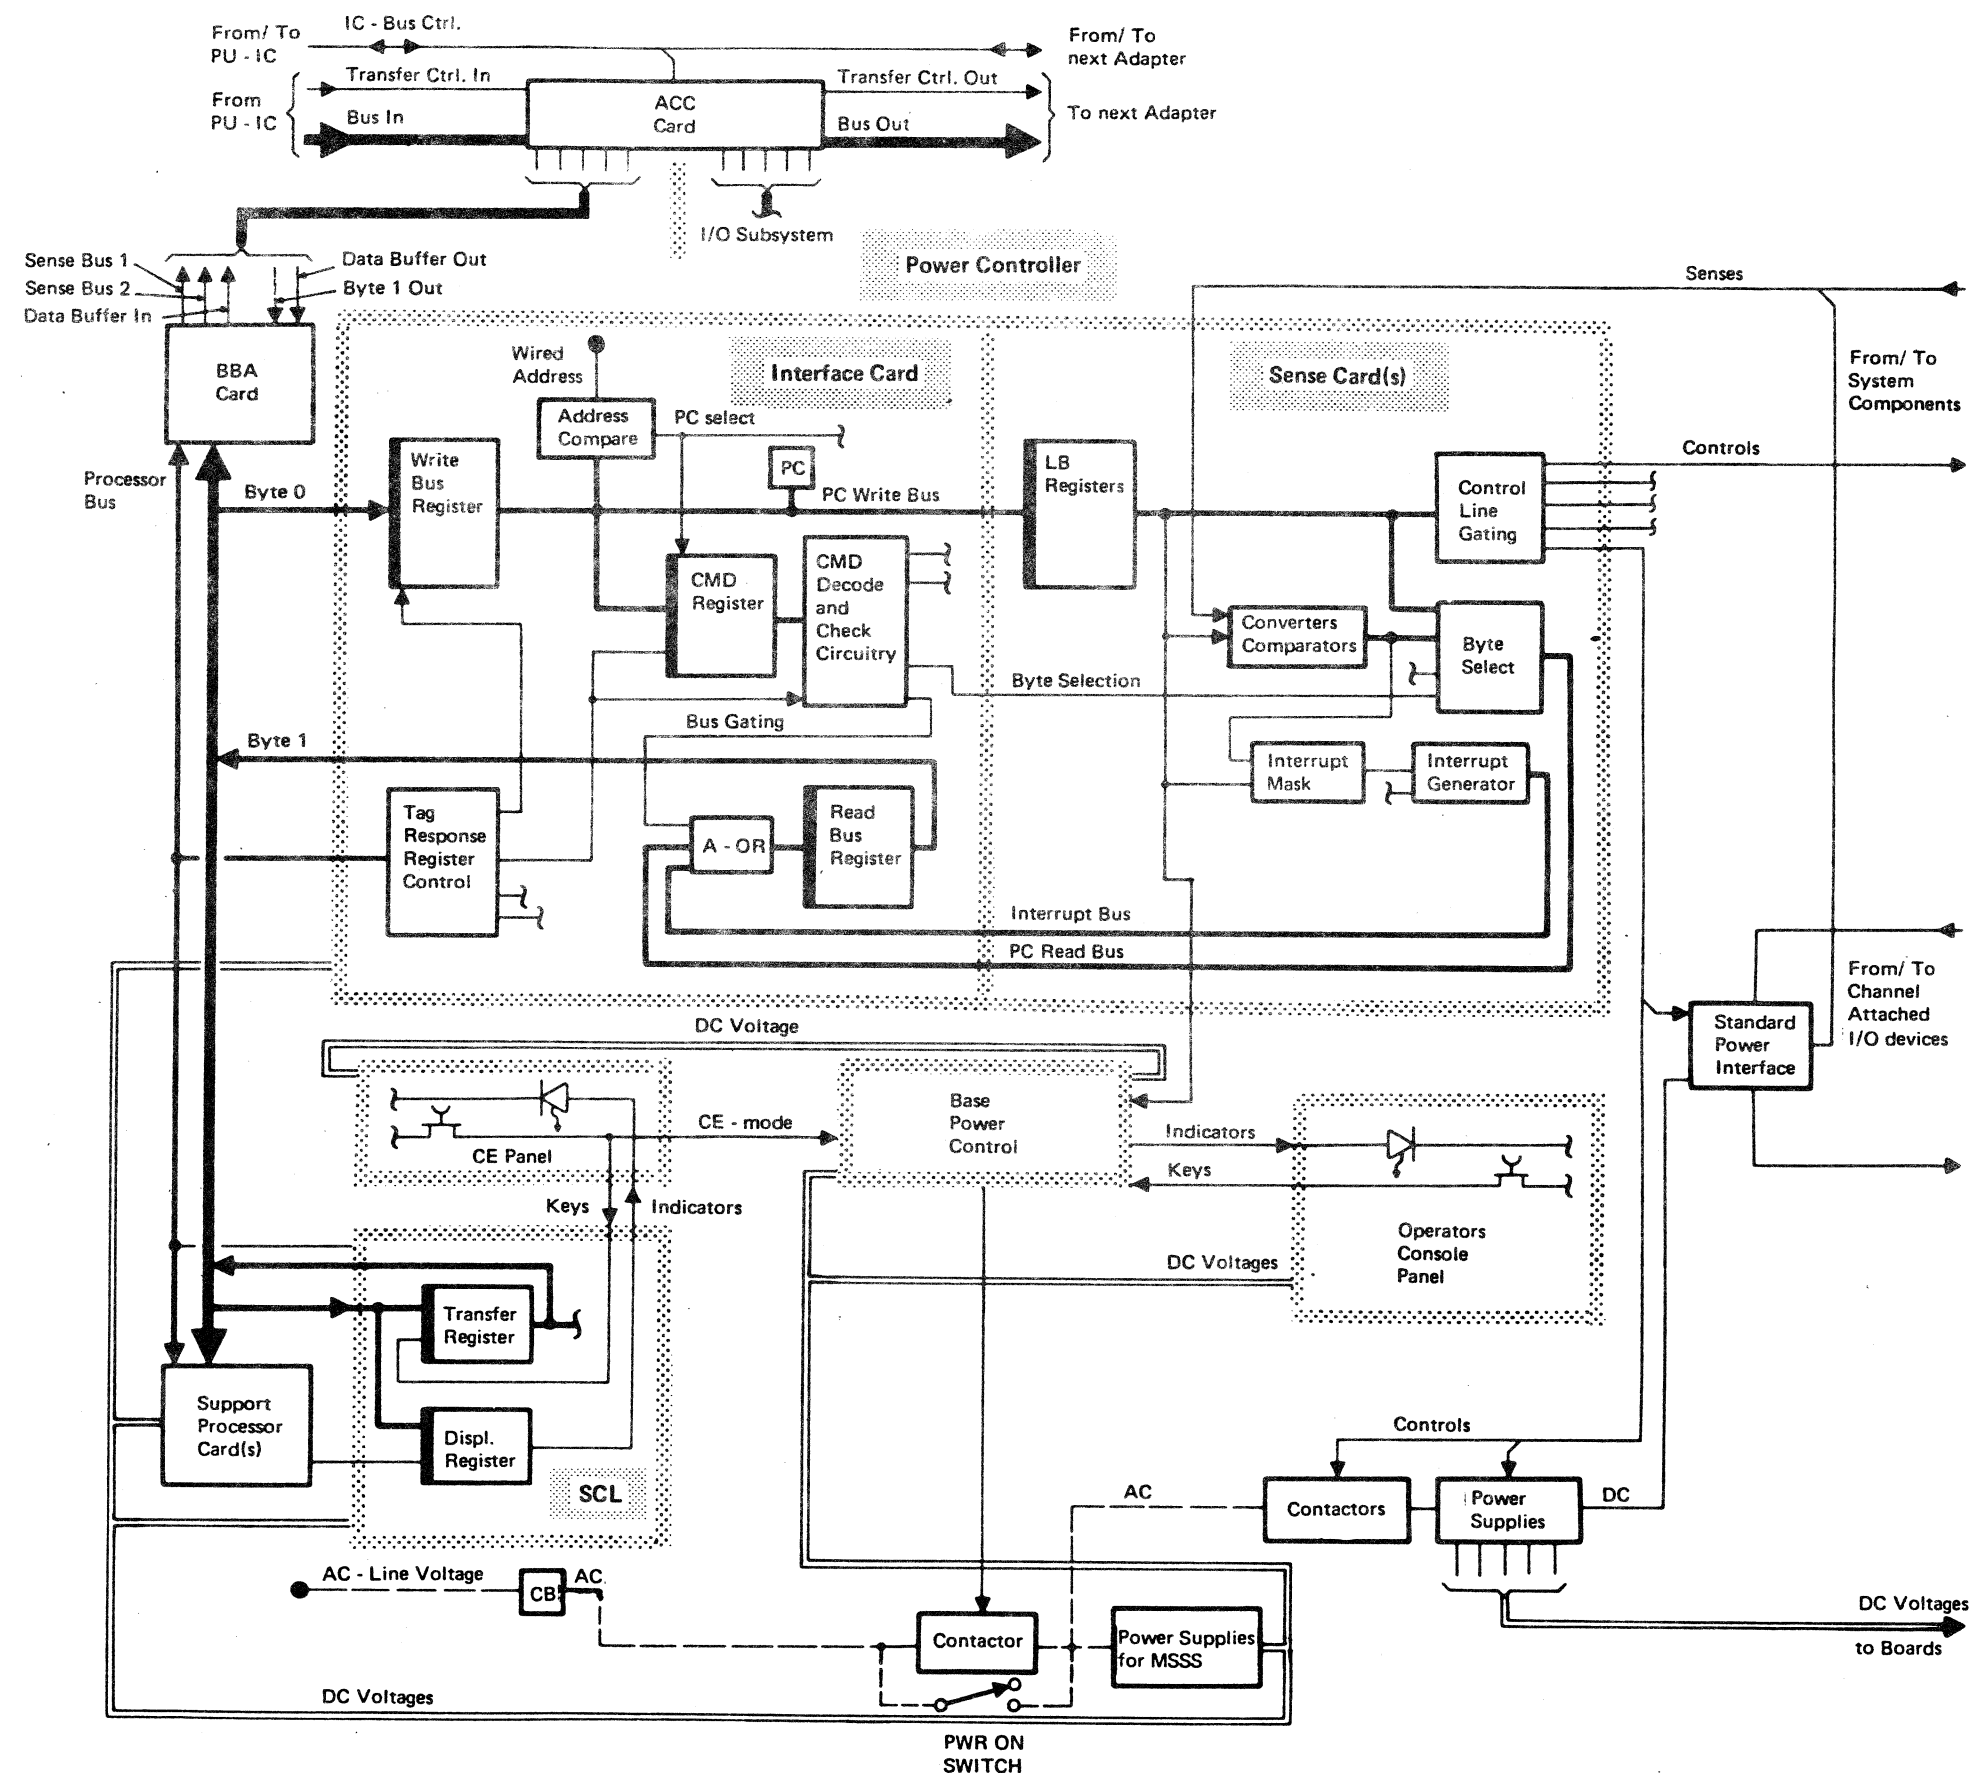 IC - Bus Ctrl.
From/ To
PU - IC
From/ To
next Adapter
Transfer Ctrl. In
Transfer Ctrl. Out
From
PU - IC
Bus In
ACC
Card
Bus Out
To next Adapter
I/O Subsystem
Sense Bus 1
Sense Bus 2
Data Buffer In
Data Buffer Out
Byte 1 Out
Power Controller
Senses
BBA
Card
Wired
Address
Interface Card
Sense Card(s)
From/ To
System
Components
Address
Compare
PC select
PC
Processor
Bus
Byte 0
Write
Bus
Register
PC Write Bus
LB
Registers
Control
Line
Gating
Controls
CMD
Register
CMD
Decode
and
Check
Circuitry
Converters
Comparators
Byte
Select
Byte Selection
Bus Gating
Byte 1
Interrupt
Mask
Interrupt
Generator
Tag
Response
Register
Control
A - OR
Read
Bus
Register
Interrupt Bus
PC Read Bus
From/ To
Channel
Attached
I/O devices
Standard
Power
Interface
DC Voltage
CE Panel
CE - mode
Base
Power
Control
Indicators
Keys
Operators
Console
Panel
Keys
Indicators
DC Voltages
Transfer
Register
Support
Processor
Card(s)
Displ.
Register
SCL
Controls
AC
Contactors
Power
Supplies
DC
AC - Line Voltage
CB
AC
Contactor
Power Supplies
for MSSS
DC Voltages
to Boards
DC Voltages
PWR ON
SWITCH